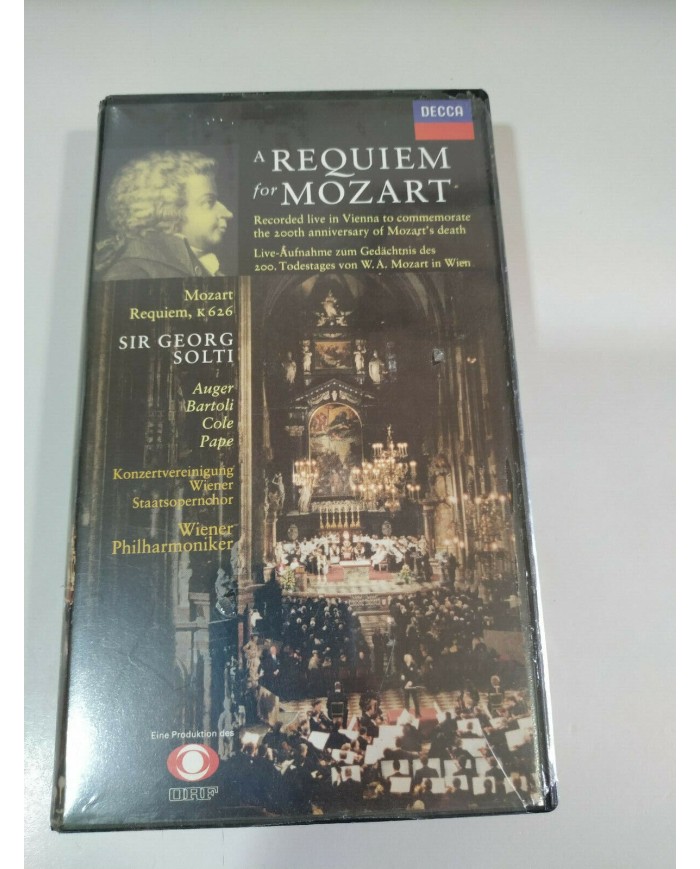 DECCA
A REQUIEM
for MOZART
Recorded live in Vienna to commemorate
the 200th anniversary of Mozart's death
Live-Aufnahme zum Gedächtnis des
200. Todestages von W. A. Mozart in Wien
Mozart
Requiem, K 626
SIR GEORG
SOLTI
Auger
Bartoli
Cole
Pape
Konzertvereinigung
Wiener
Staatsopernchor
Wiener
Philharmoniker
Eine Produktion des
ORF